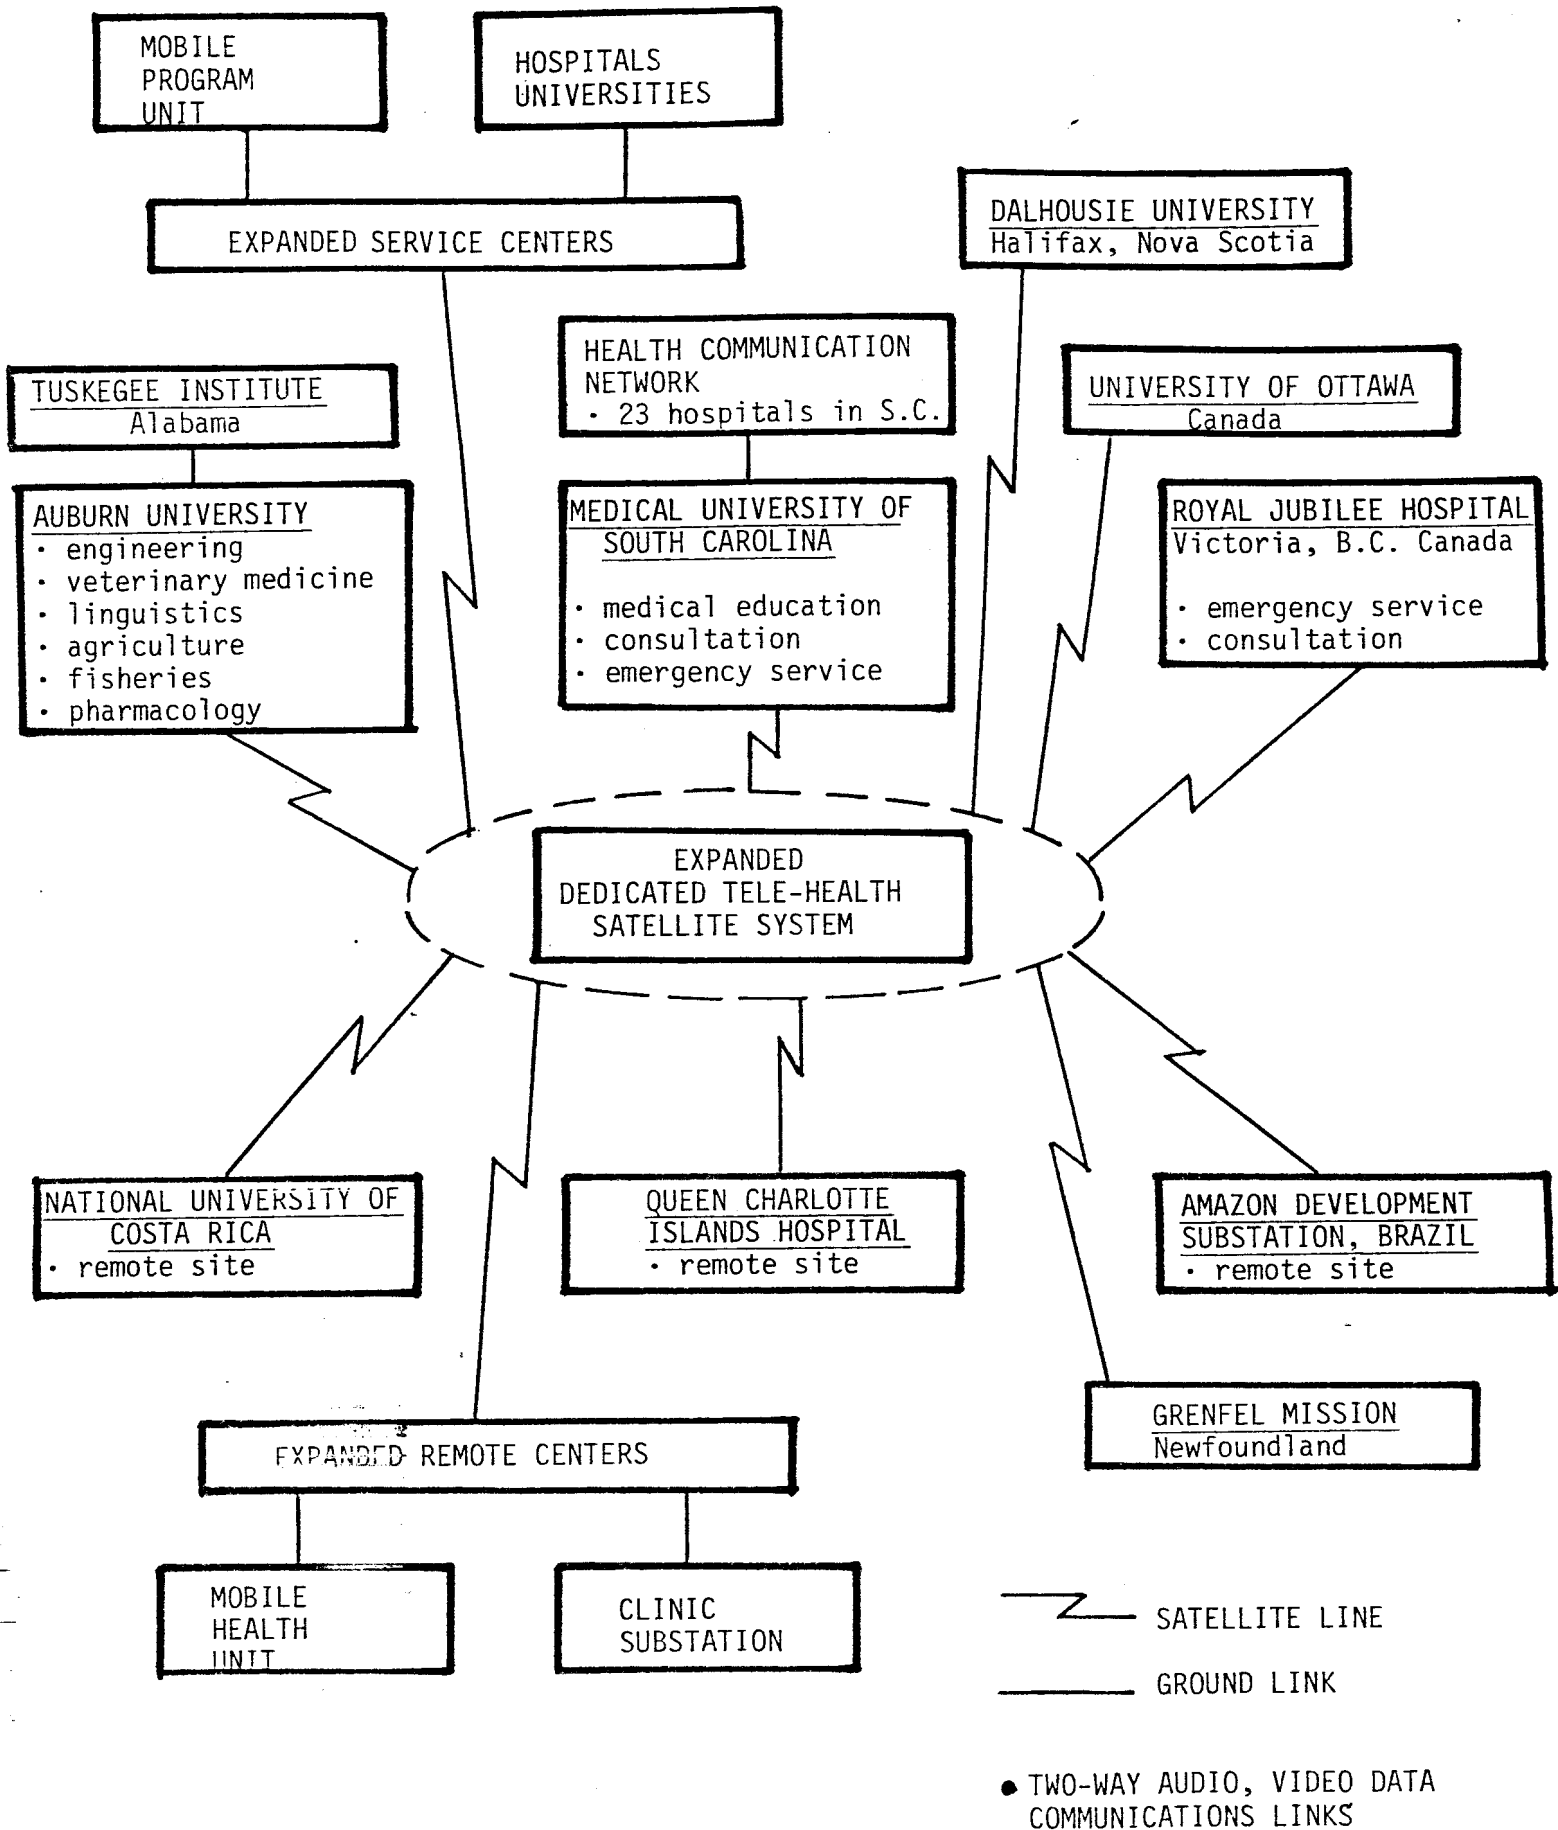 MOBILE
PROGRAM
UNIT
HOSPITALS
UNIVERSITIES
EXPANDED SERVICE CENTERS
DALHOUSIE UNIVERSITY
Halifax, Nova Scotia
HEALTH COMMUNICATION
NETWORK
· 23 hospitals in S.C.
TUSKEGEE INSTITUTE
Alabama
UNIVERSITY OF OTTAWA
Canada
AUBURN UNIVERSITY
· engineering
· veterinary medicine
· linguistics
· agriculture
· fisheries
· pharmacology
MEDICAL UNIVERSITY OF
SOUTH CAROLINA
· medical education
· consultation
· emergency service
ROYAL JUBILEE HOSPITAL
Victoria, B.C. Canada
· emergency service
· consultation
EXPANDED
DEDICATED TELE-HEALTH
SATELLITE SYSTEM
NATIONAL UNIVERSITY OF
COSTA RICA
· remote site
QUEEN CHARLOTTE
ISLANDS HOSPITAL
· remote site
AMAZON DEVELOPMENT
SUBSTATION, BRAZIL
· remote site
GRENFEL MISSION
Newfoundland
EXPANDED REMOTE CENTERS
MOBILE
HEALTH
UNIT
CLINIC
SUBSTATION
SATELLITE LINE
GROUND LINK
● TWO-WAY AUDIO, VIDEO DATA
COMMUNICATIONS LINKS